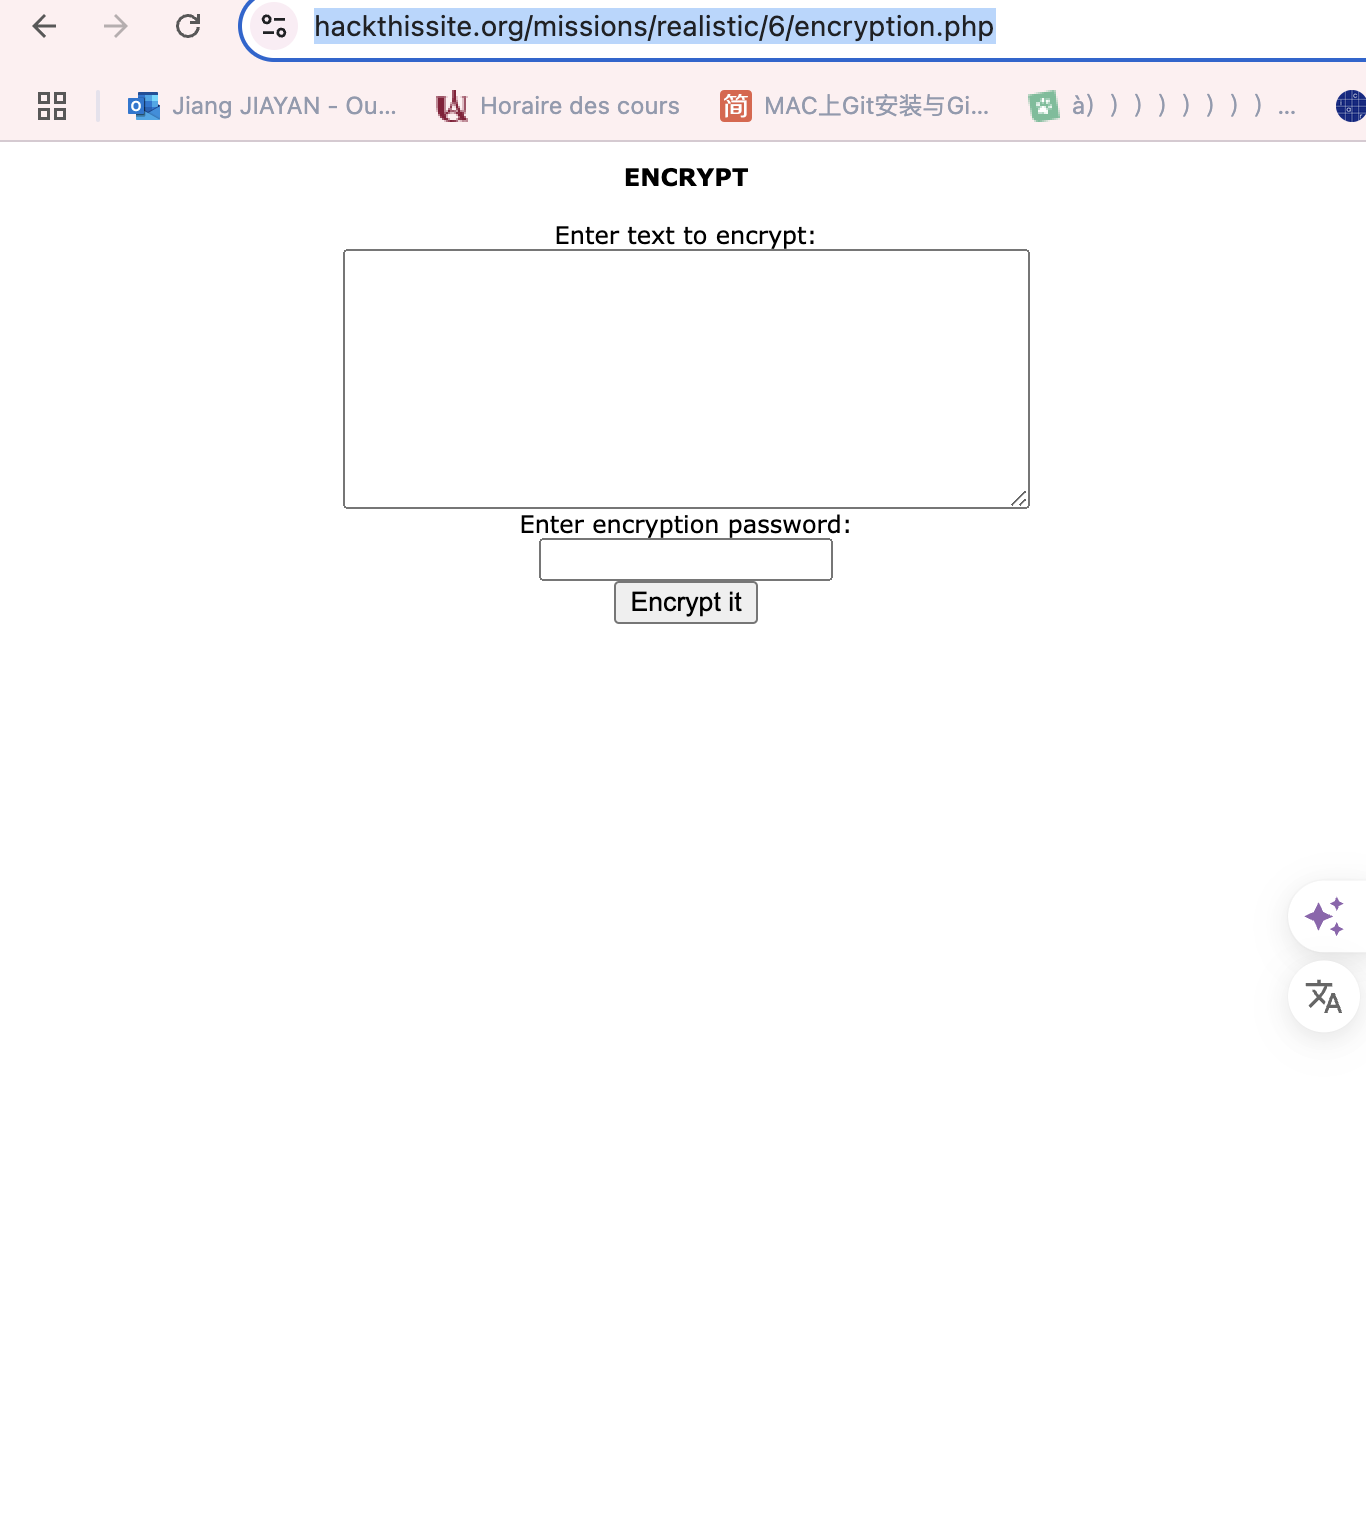 hackthissite.org/missions/realistic/6/encryption.php
Jiang JIAYAN - Ou... Horaire des cours 简 MAC上Git安装与Gi... à) ) ) ) ) ) ) ) ...
ENCRYPT
Enter text to encrypt:
Enter encryption password:
Encrypt it